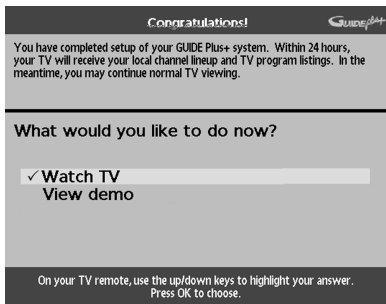 Congratulations!
GUIDEPlus+
You have completed setup of your GUIDE Plus+ system. Within 24 hours,
your TV will receive your local channel lineup and TV program listings. In the
meantime, you may continue normal TV viewing.
What would you like to do now?
✓ Watch TV
View demo
On your TV remote, use the up/down keys to highlight your answer.
Press OK to choose.